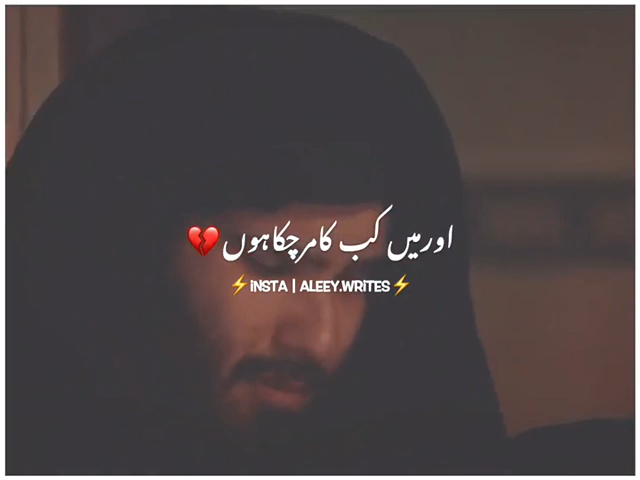 اور میں کب کا مر چکا ہوں 💔
⚡INSTA | ALEEY.WRITES⚡